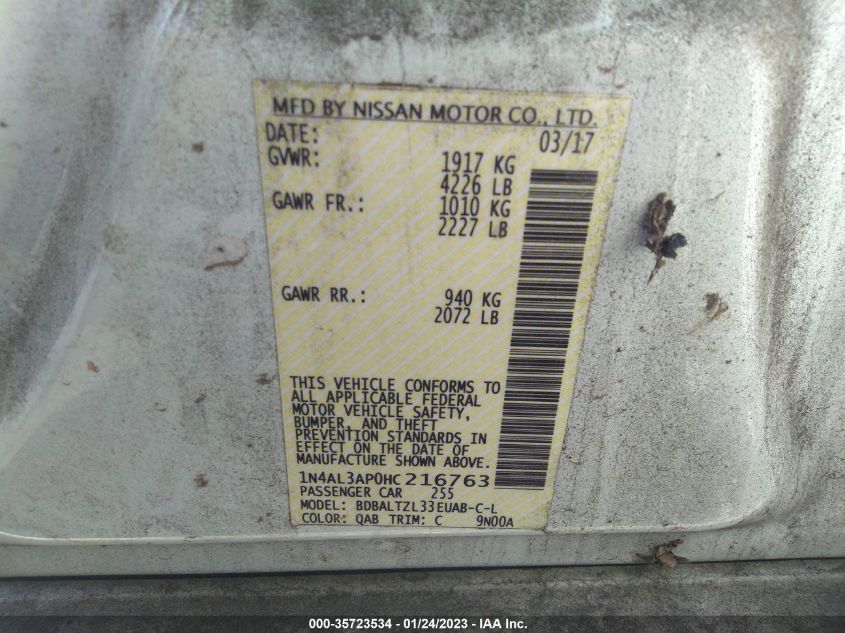 MFD BY NISSAN MOTOR CO., LTD.
DATE: 03/17
GVWR: 1917 KG
4226 LB
GAWR FR.: 1010 KG
2227 LB
GAWR RR.: 940 KG
2072 LB
THIS VEHICLE CONFORMS TO
ALL APPLICABLE FEDERAL
MOTOR VEHICLE SAFETY,
BUMPER, AND THEFT
PREVENTION STANDARDS IN
EFFECT ON THE DATE OF
MANUFACTURE SHOWN ABOVE.
1N4AL3AP0HC216763
PASSENGER CAR 255
MODEL: BDBALTZL33EUAB-C-L
COLOR: QAB TRIM: C 9N00A
000-35723534 - 01/24/2023 - IAA Inc.